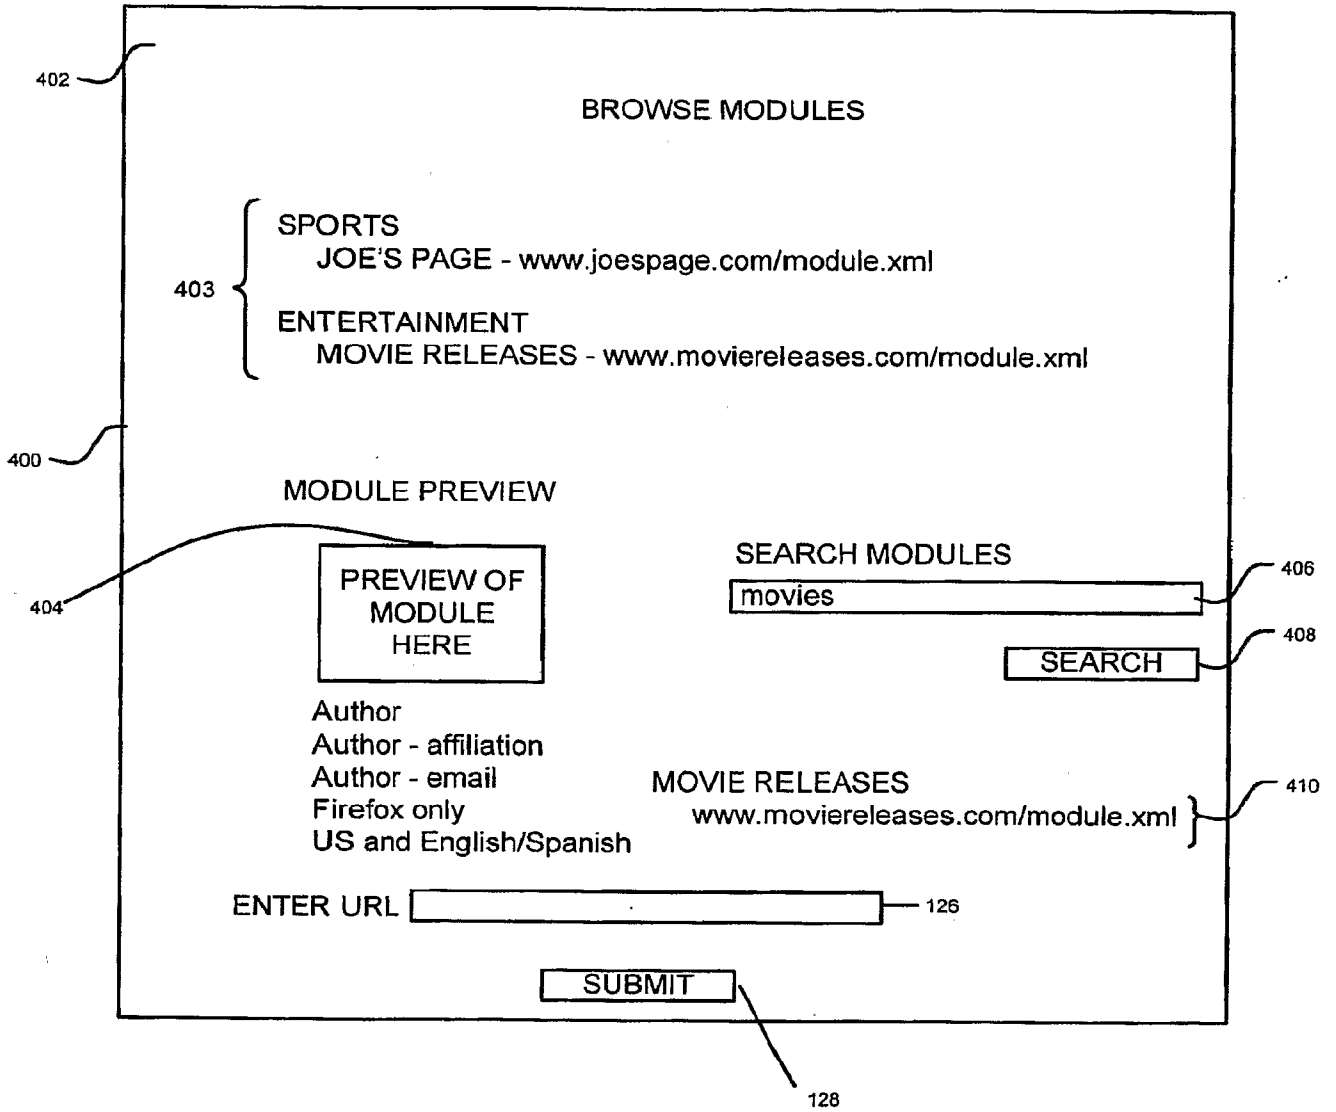 402
BROWSE MODULES
SPORTS
JOE'S PAGE - www.joespage.com/module.xml
403
ENTERTAINMENT
MOVIE RELEASES - www.moviereleases.com/module.xml
400
MODULE PREVIEW
404
PREVIEW OF
MODULE
HERE
SEARCH MODULES
movies
406
408
SEARCH
Author
Author - affiliation
Author - email
Firefox only
US and English/Spanish
MOVIE RELEASES
www.moviereleases.com/module.xml
410
ENTER URL
126
SUBMIT
128